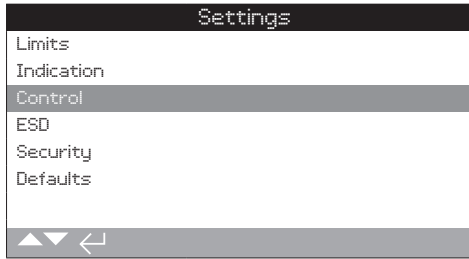 Settings
Limits
Indication
Control
ESD
Security
Defaults